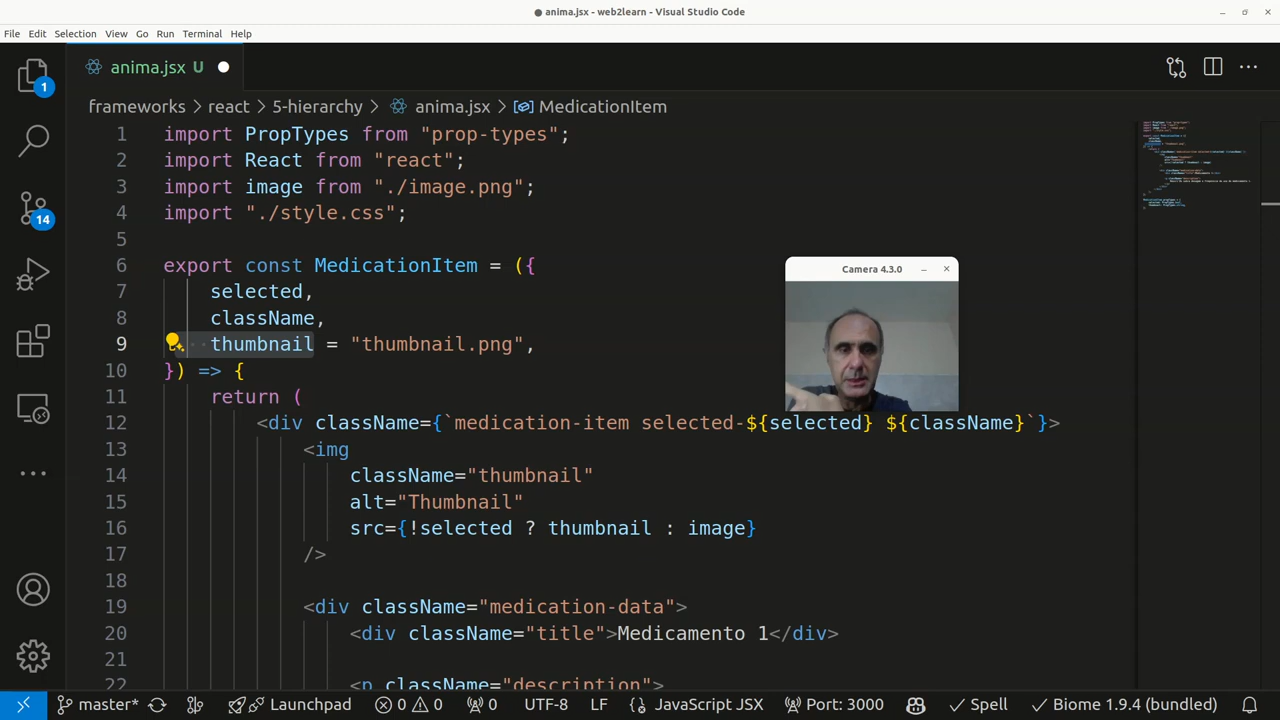 anima.jsx - web2learn - Visual Studio Code
File Edit Selection View Go Run Terminal Help
1
anima.jsx U
frameworks > react > 5-hierarchy > anima.jsx > MedicationItem
1 import PropTypes from "prop-types";
2 import React from "react";
3 import image from "./image.png";
4 import "./style.css";
5
6 export const MedicationItem = ({
Camera 4.3.0
7 selected,
14
8 className,
9 thumbnail = "thumbnail.png",
10 }) => {
11 return (
12 <div className={`medication-item selected-${selected} ${className}`}>
13 <img
14 className="thumbnail"
15 alt="Thumbnail"
16 src={!selected ? thumbnail : image}
17 />
18
19 <div className="medication-data">
20 <div className="title">Medicamento 1</div>
21
22 <p className="description">
master* Launchpad 0 0 0 UTF-8 LF JavaScript JSX Port: 3000 Spell Biome 1.9.4 (bundled)